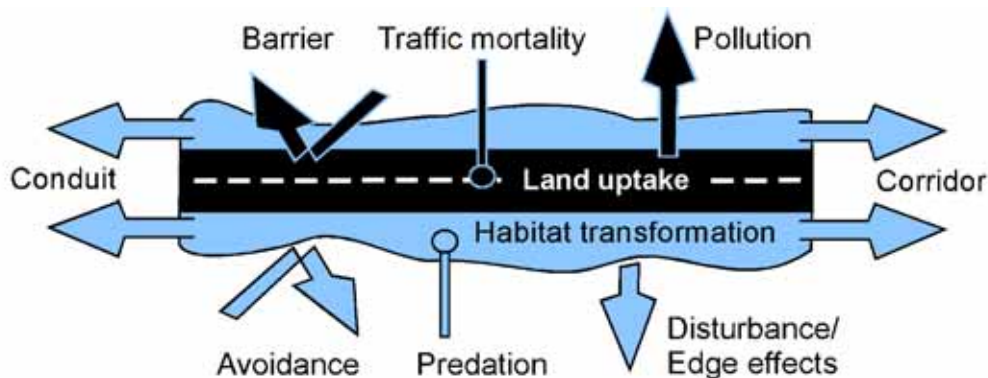 Barrier
Traffic mortality
Pollution
Conduit
Land uptake
Corridor
Habitat transformation
Avoidance
Predation
Disturbance/
Edge effects